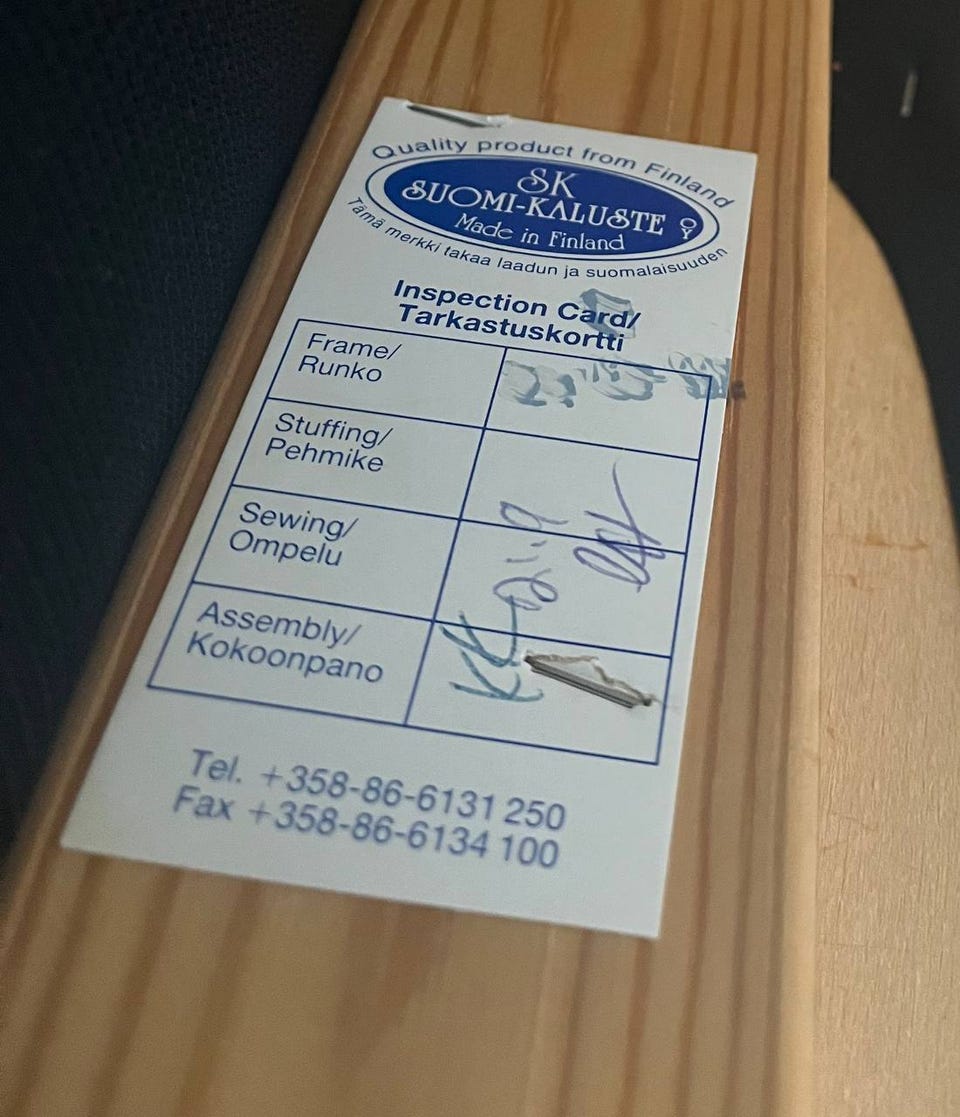 Quality product from Finland
SK
SUOMI-KALUSTE OY
Made in Finland
Tämä merkki takaa laadun ja suomalaisuuden
Inspection Card/
Tarkastuskortti
Frame/
Runko
Stuffing/
Pehmike
Sewing/
Ompelu
Assembly/
Kokoonpano
Tel. +358-86-6131 250
Fax +358-86-6134 100